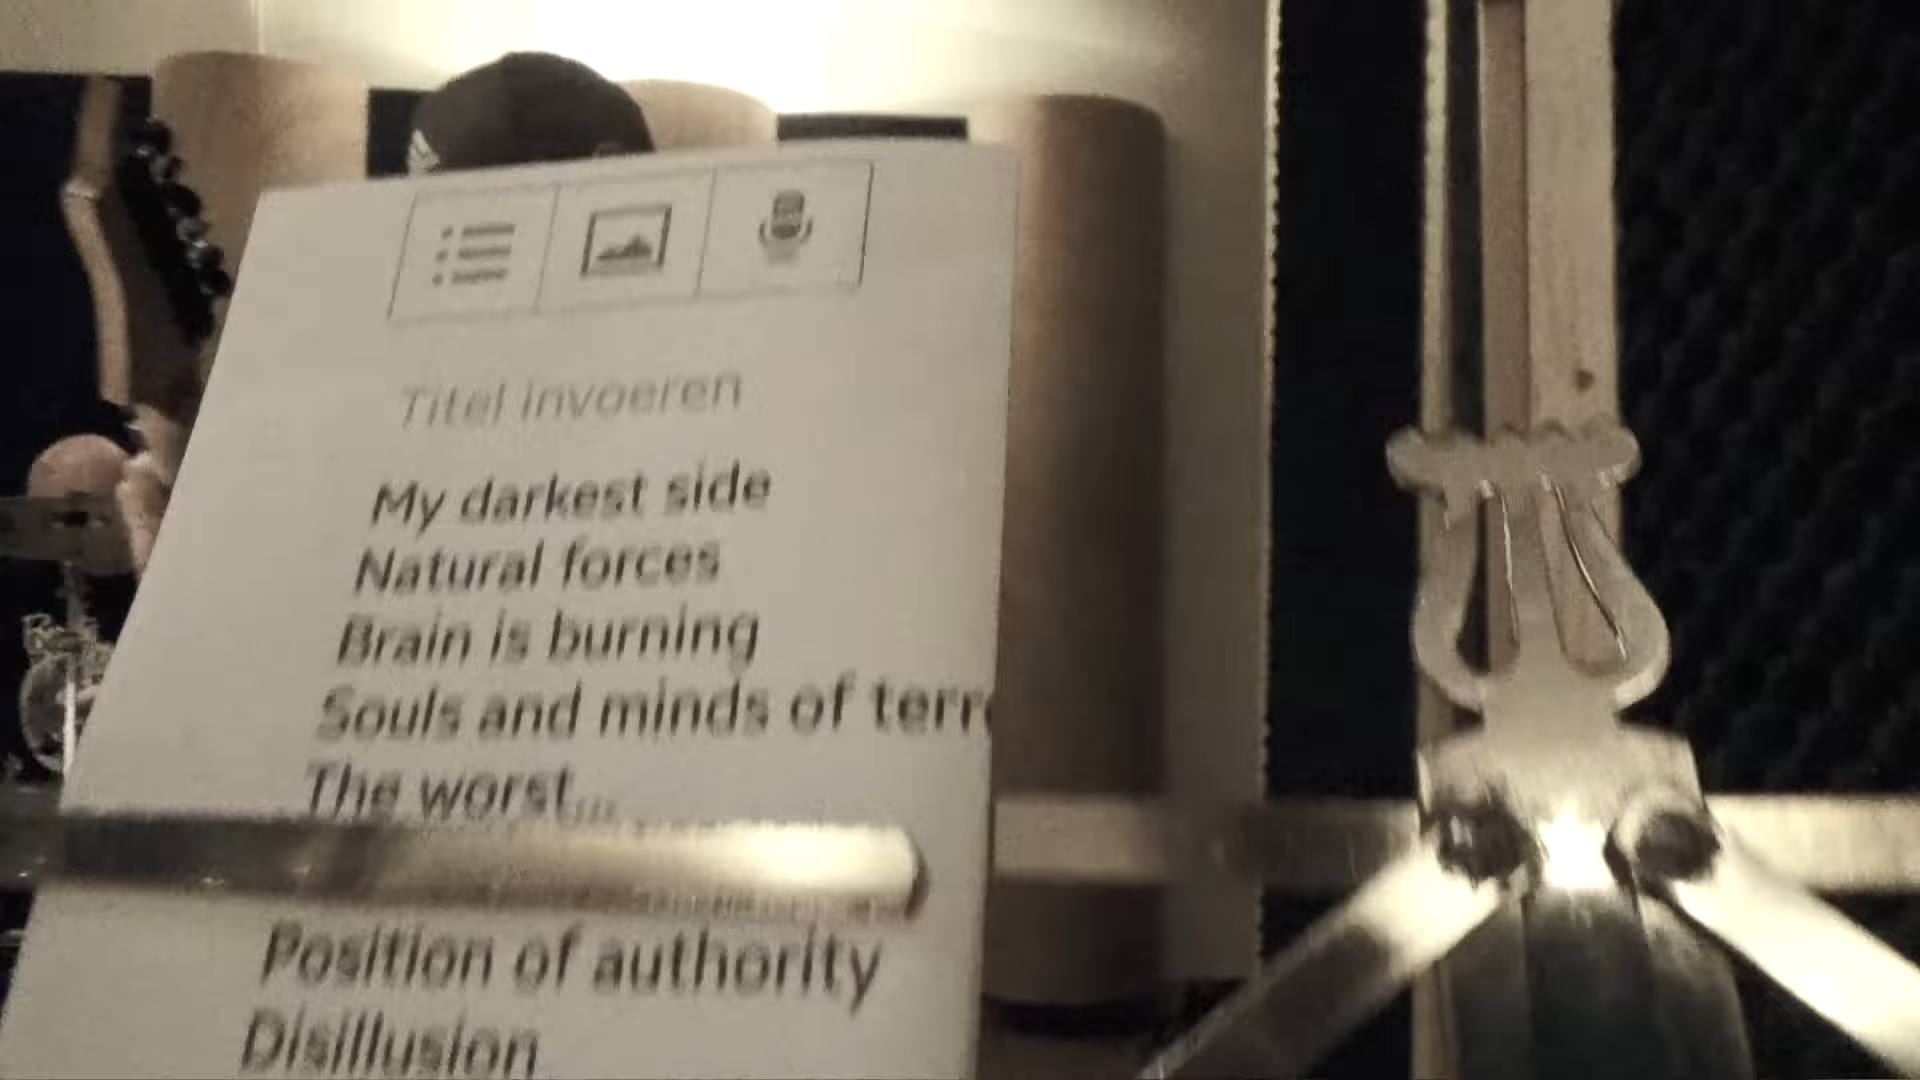 Titel invoeren
My darkest side
Natural forces
Brain is burning
Souls and minds of terr
The worst...
Position of authority
Disillusion